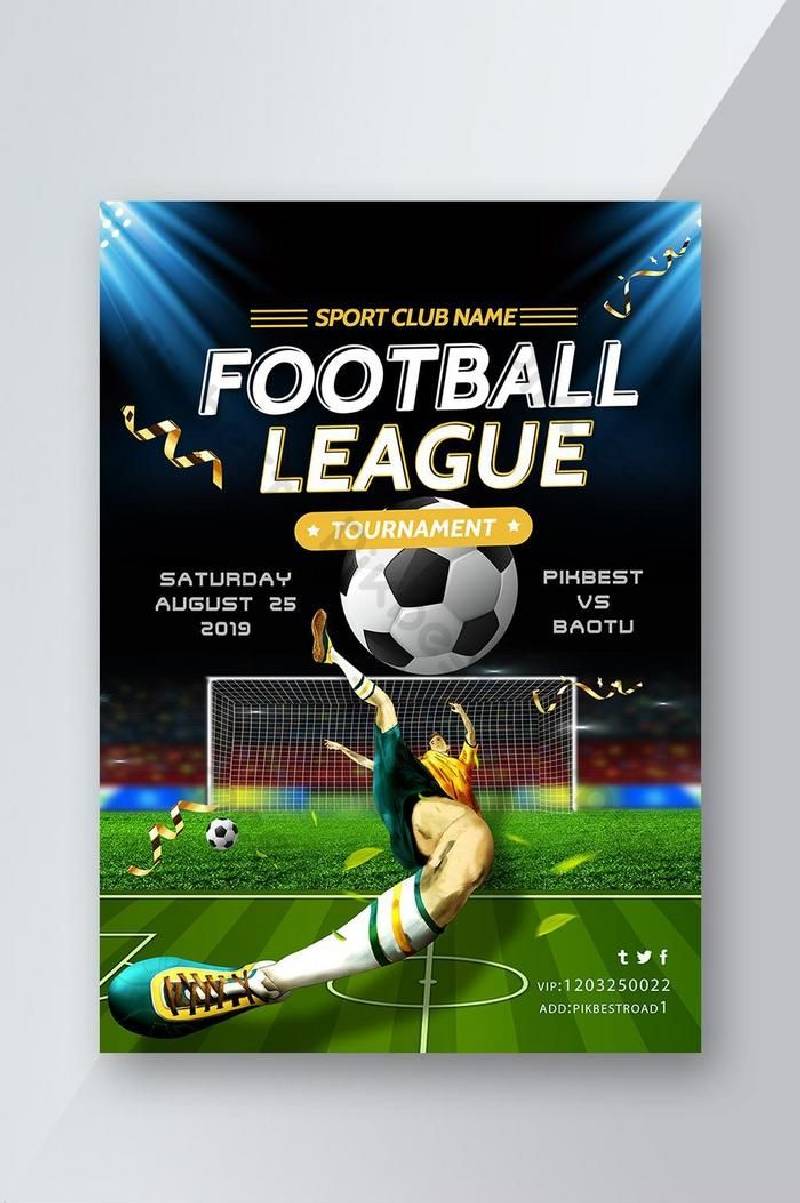 SPORT CLUB NAME
FOOTBALL
LEAGUE
TOURNAMENT
SATURDAY
AUGUST 25
2019
PIKBEST
VS
BAOTU
VIP:1203250022
ADD:PIKBESTROAD1